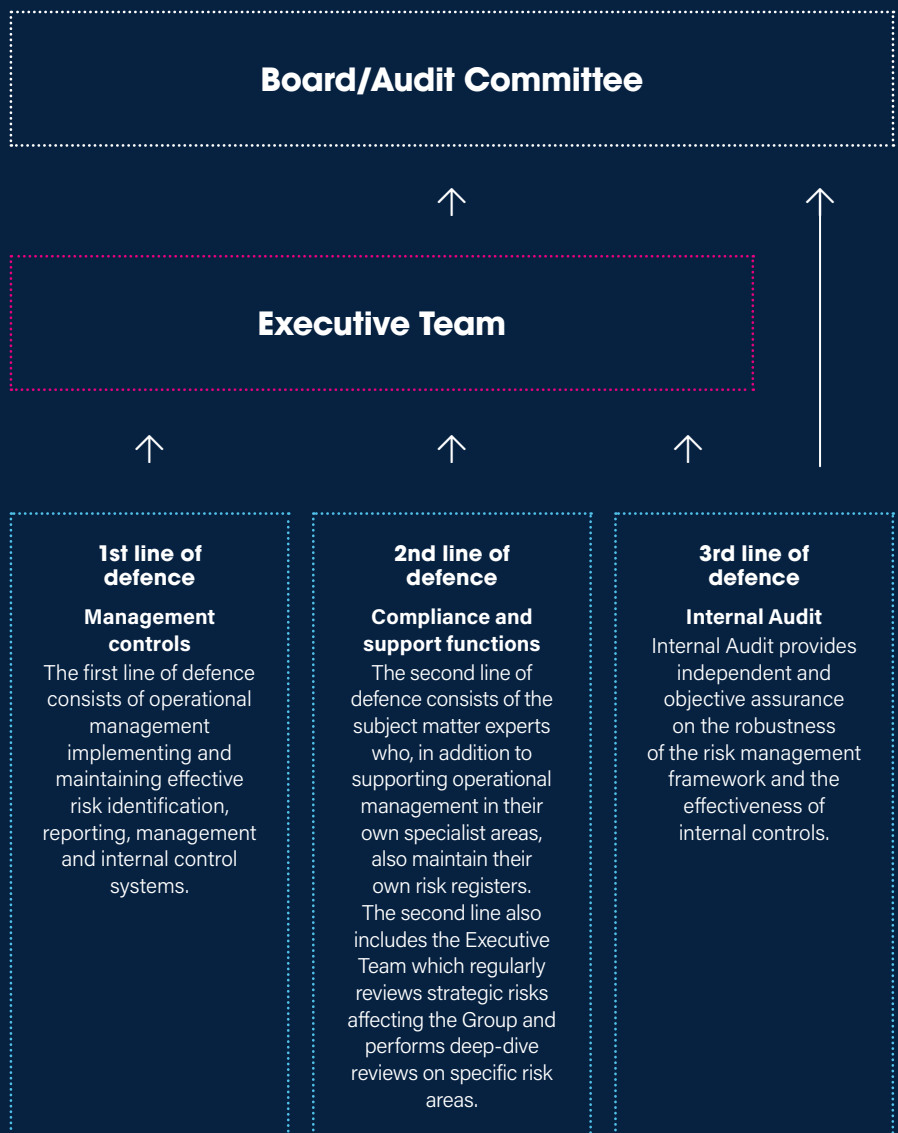 Board/Audit Committee
Executive Team
1st line of
defence
Management
controls
The first line of defence
consists of operational
management
implementing and
maintaining effective
risk identification,
reporting, management
and internal control
systems.
2nd line of
defence
Compliance and
support functions
The second line of
defence consists of the
subject matter experts
who, in addition to
supporting operational
management in their
own specialist areas,
also maintain their
own risk registers.
The second line also
includes the Executive
Team which regularly
reviews strategic risks
affecting the Group and
performs deep-dive
reviews on specific risk
areas.
3rd line of
defence
Internal Audit
Internal Audit provides
independent and
objective assurance
on the robustness
of the risk management
framework and the
effectiveness of
internal controls.